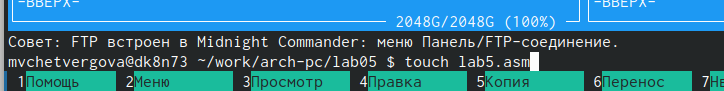 -ВВЕРХ- -ВВЕРХ-
2048G/2048G (100%)
Совет: FTP встроен в Midnight Commander: меню Панель/FTP-соединение.
mvchetvergova@dk8n73 ~/work/arch-pc/lab05 $ touch lab5.asm
1Помощь 2Меню 3Просмотр 4Правка 5Копия 6Перенос 7